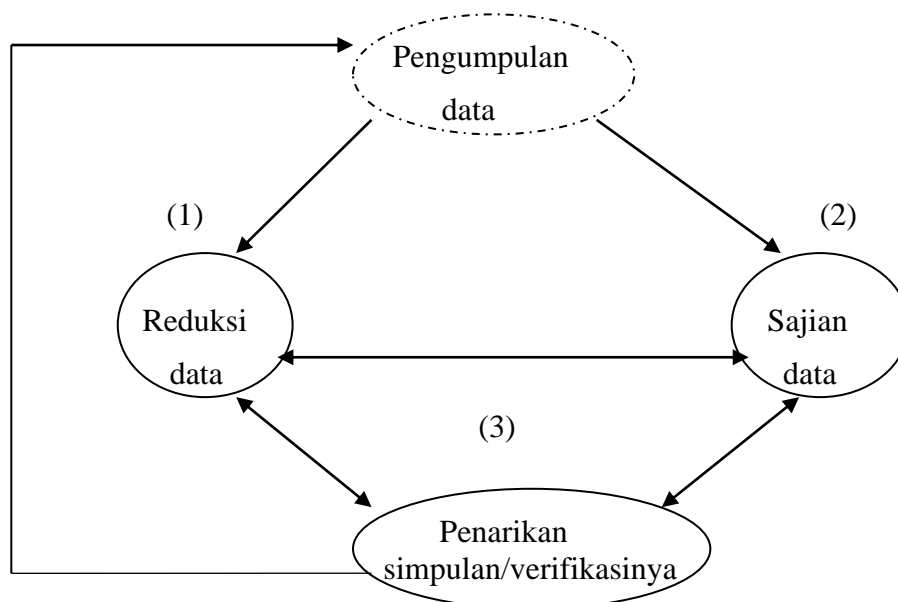 Pengumpulan
data
(1)
(2)
Reduksi
data
Sajian
data
(3)
Penarikan
simpulan/verifikasinya